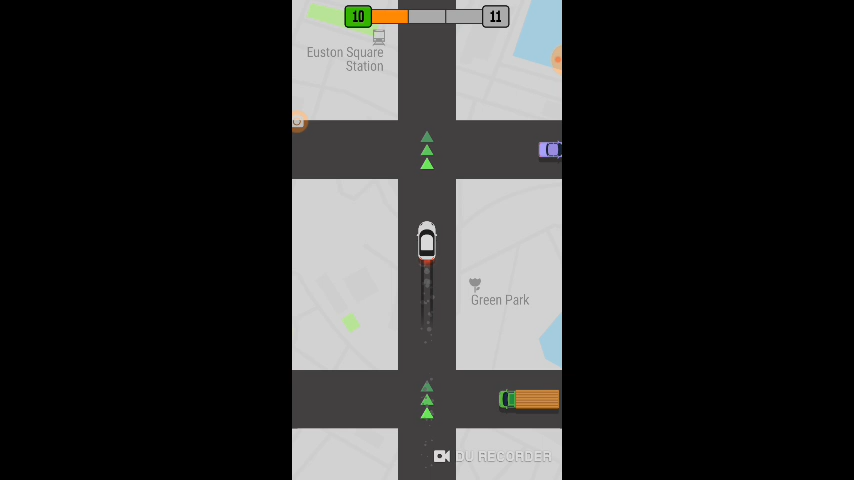 10
11
Euston Square
Station
Green Park
DU RECORDER